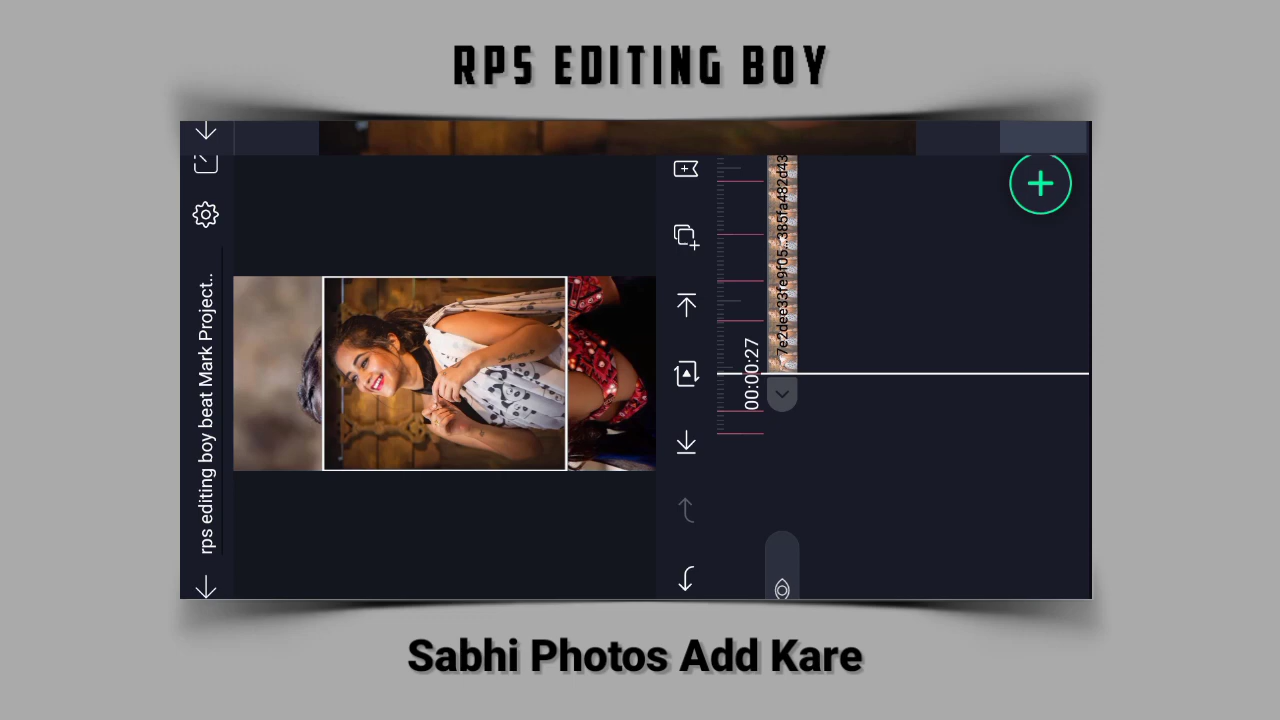 RPS EDITING BOY
rps editing boy beat Mark Project..
00:00:27
Sabhi Photos Add Kare